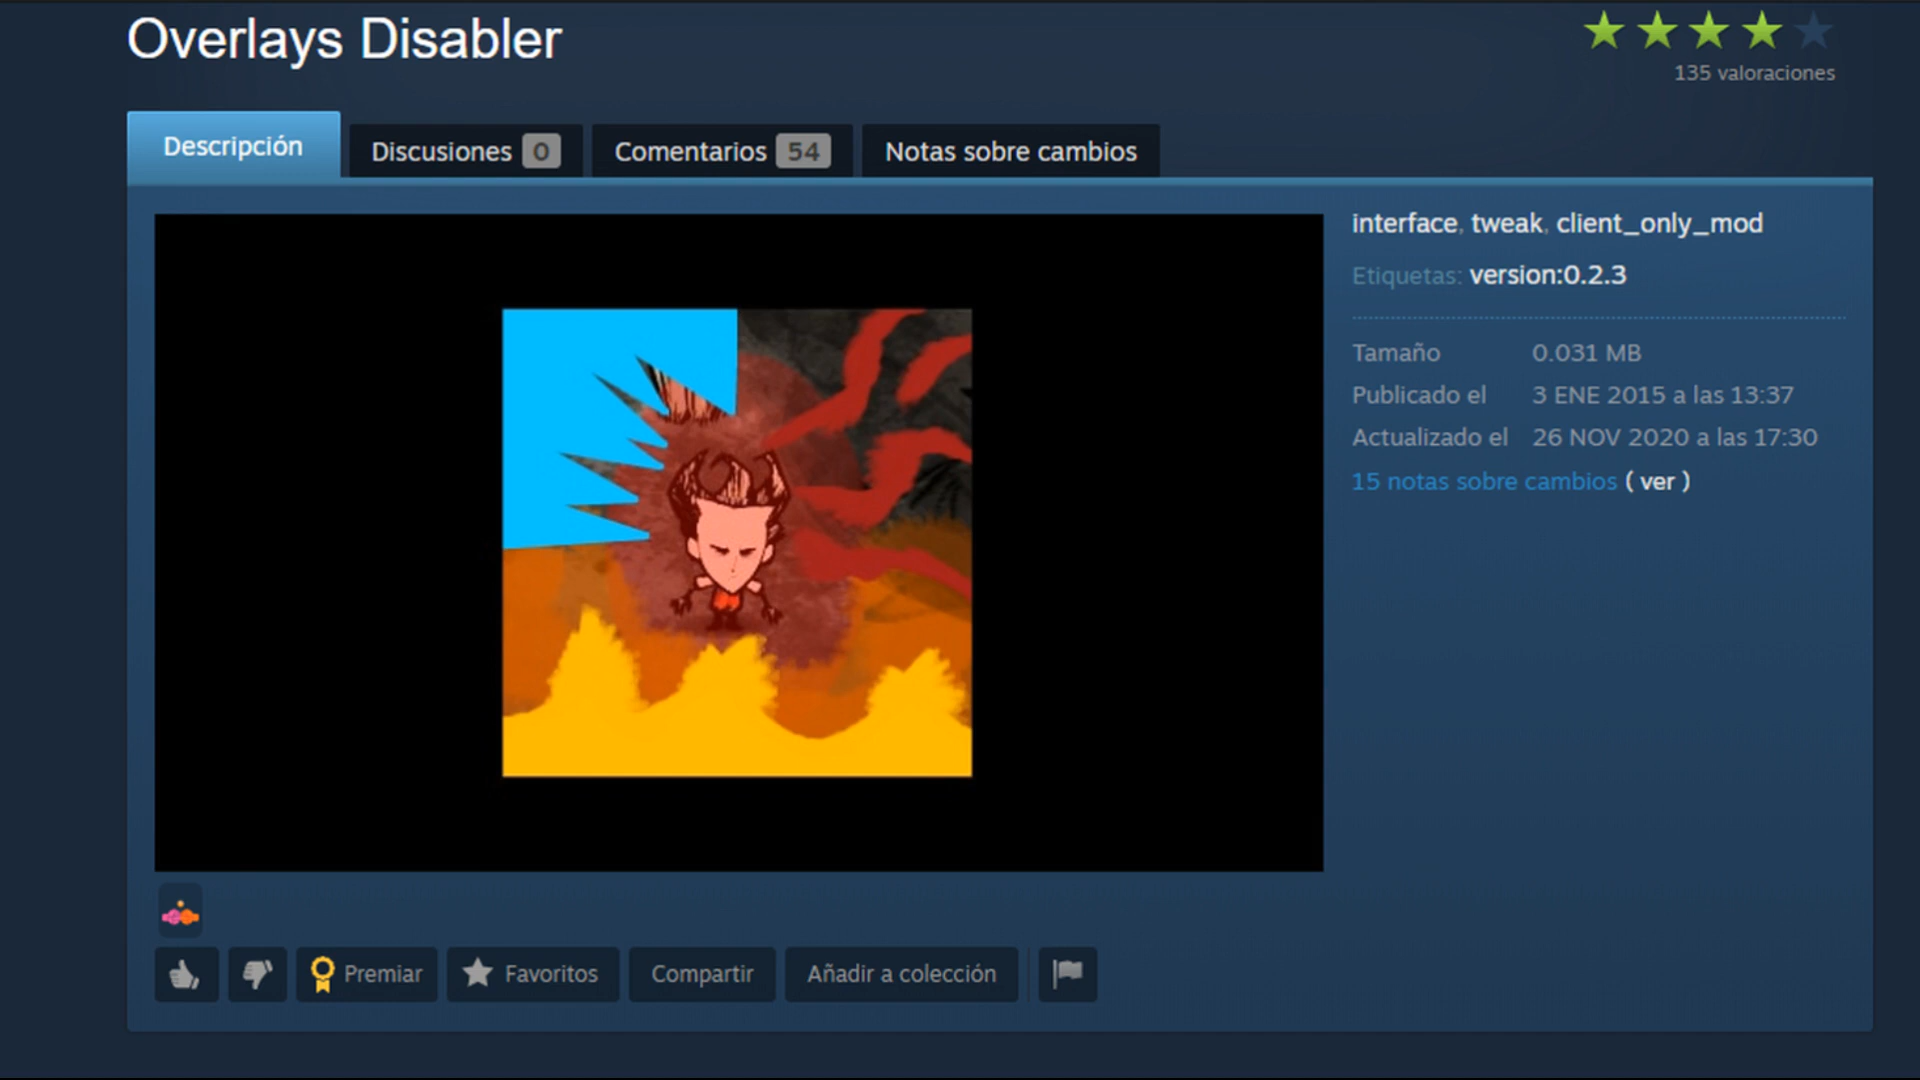 Overlays Disabler
135 valoraciones
Descripción
Discusiones 0
Comentarios 54
Notas sobre cambios
interface, tweak, client_only_mod
Etiquetas: version:0.2.3
Tamaño 0.031 MB
Publicado el 3 ENE 2015 a las 13:37
Actualizado el 26 NOV 2020 a las 17:30
15 notas sobre cambios ( ver )
Premiar
Favoritos
Compartir
Añadir a colección